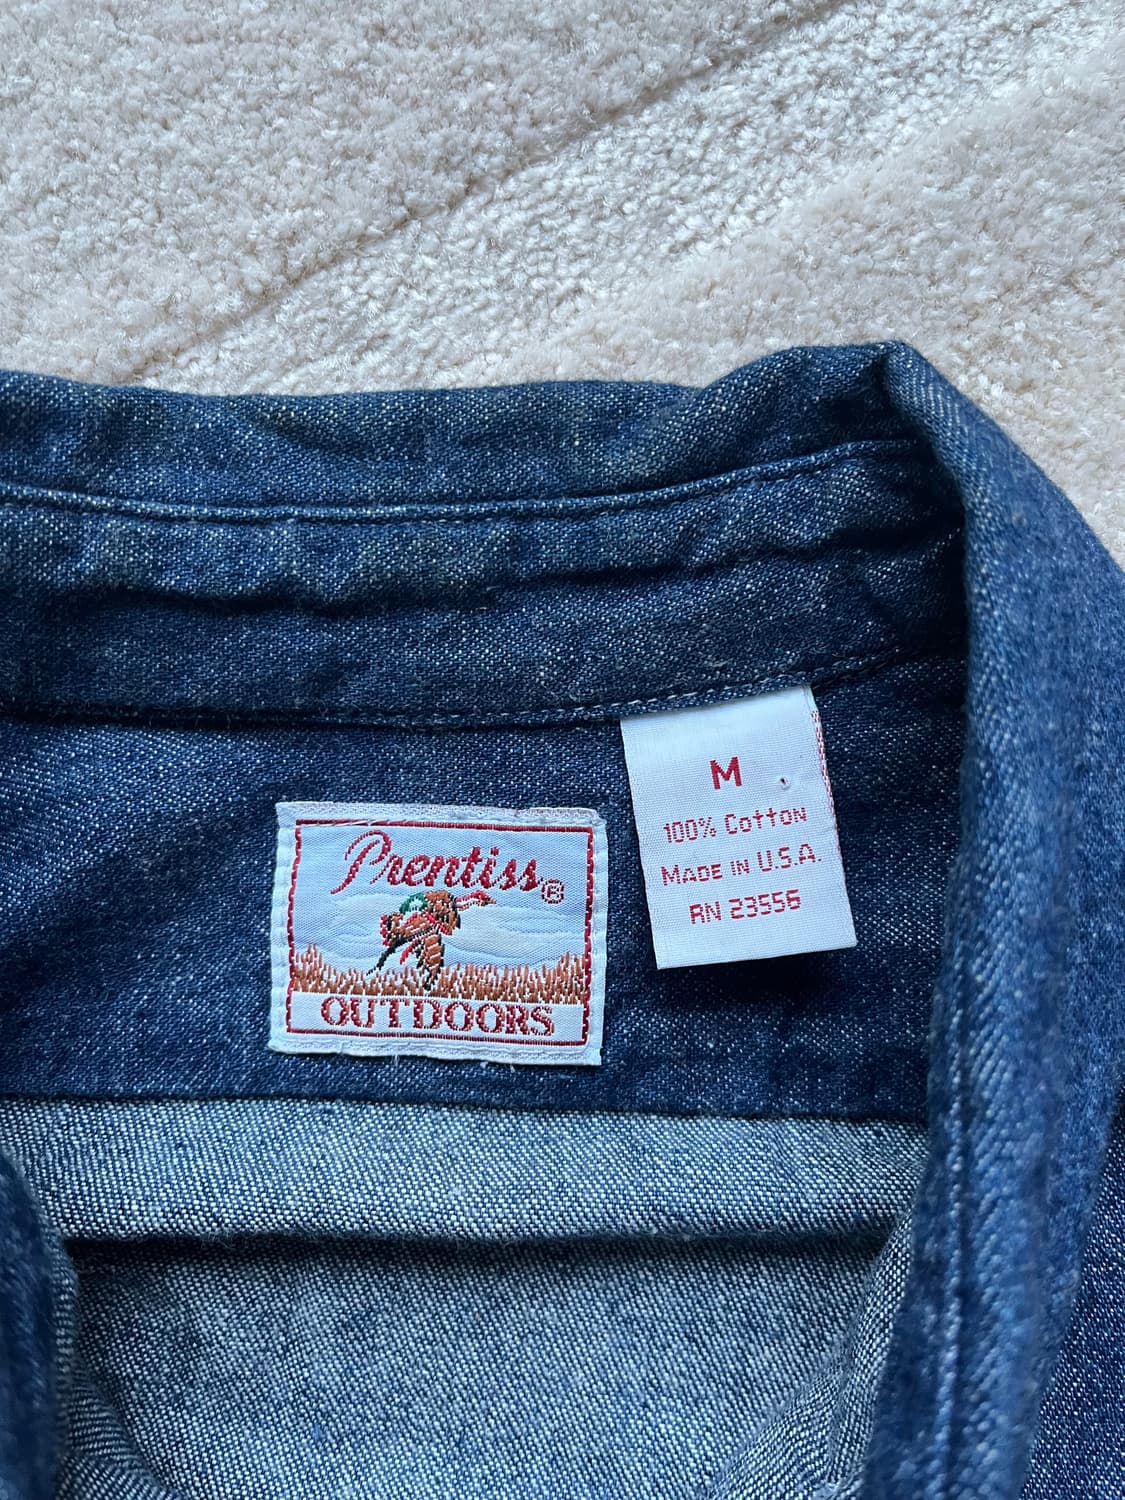 Prentiss®
OUTDOORS
M
100% Cotton
MADE IN U.S.A.
RN 23556